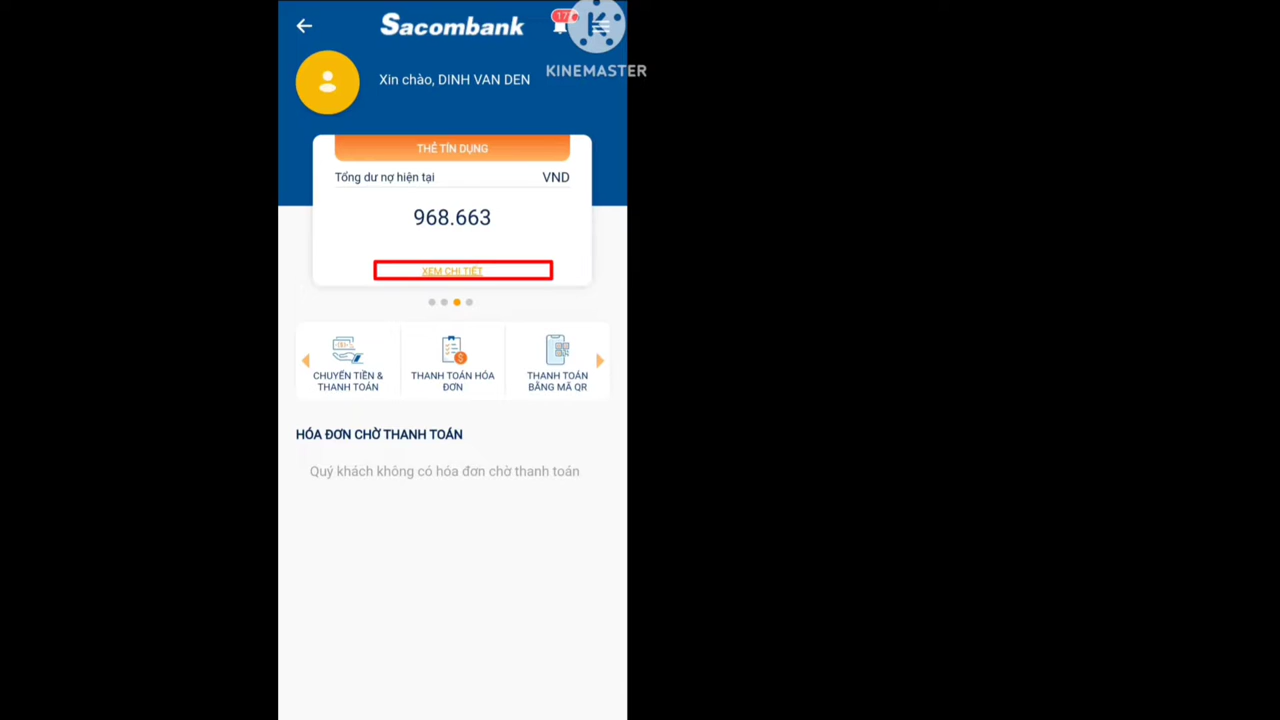 Sacombank
17
KINEMASTER
Xin chào, DINH VAN DEN
THẺ TÍN DỤNG
Tổng dư nợ hiện tại VND
968.663
XEM CHI TIẾT
CHUYỂN TIỀN & THANH TOÁN HÓA THANH TOÁN
THANH TOÁN ĐƠN BẰNG MÃ QR
HÓA ĐƠN CHỜ THANH TOÁN
Quý khách không có hóa đơn chờ thanh toán